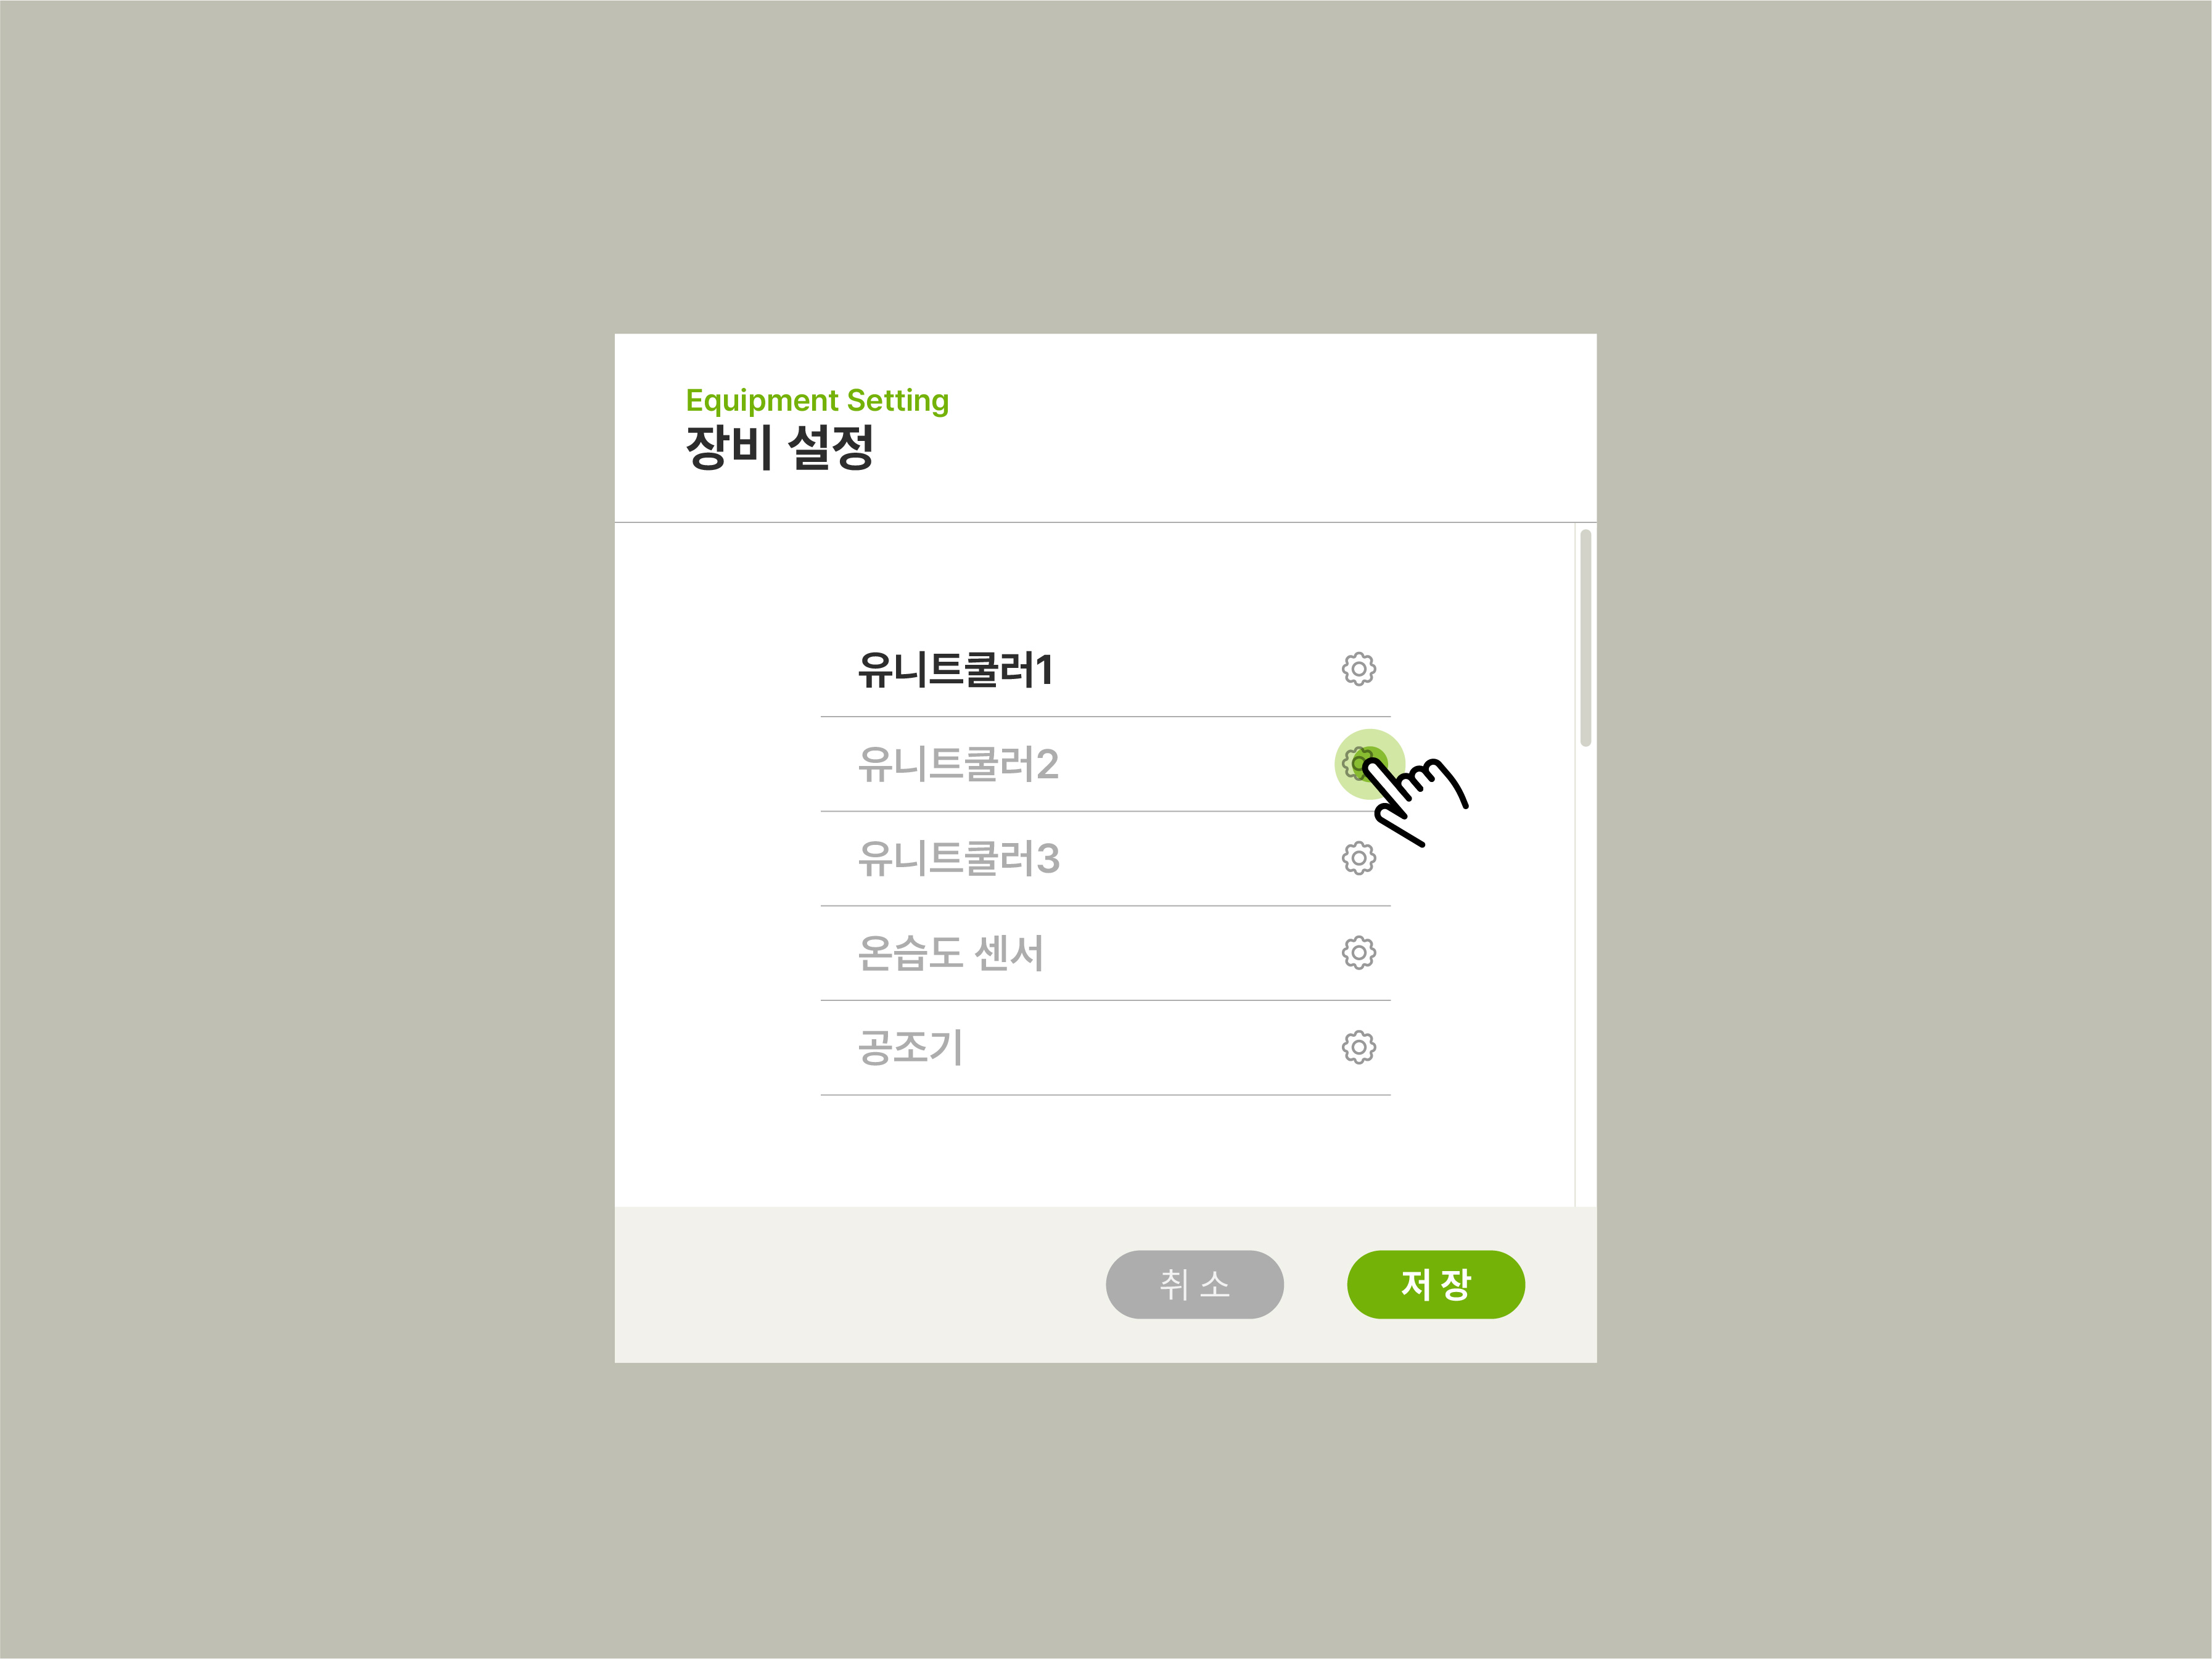 Equipment Setting
장비 설정
유니트쿨러1
유니트쿨러2
유니트쿨러3
온습도 센서
공조기
취 소
저 장